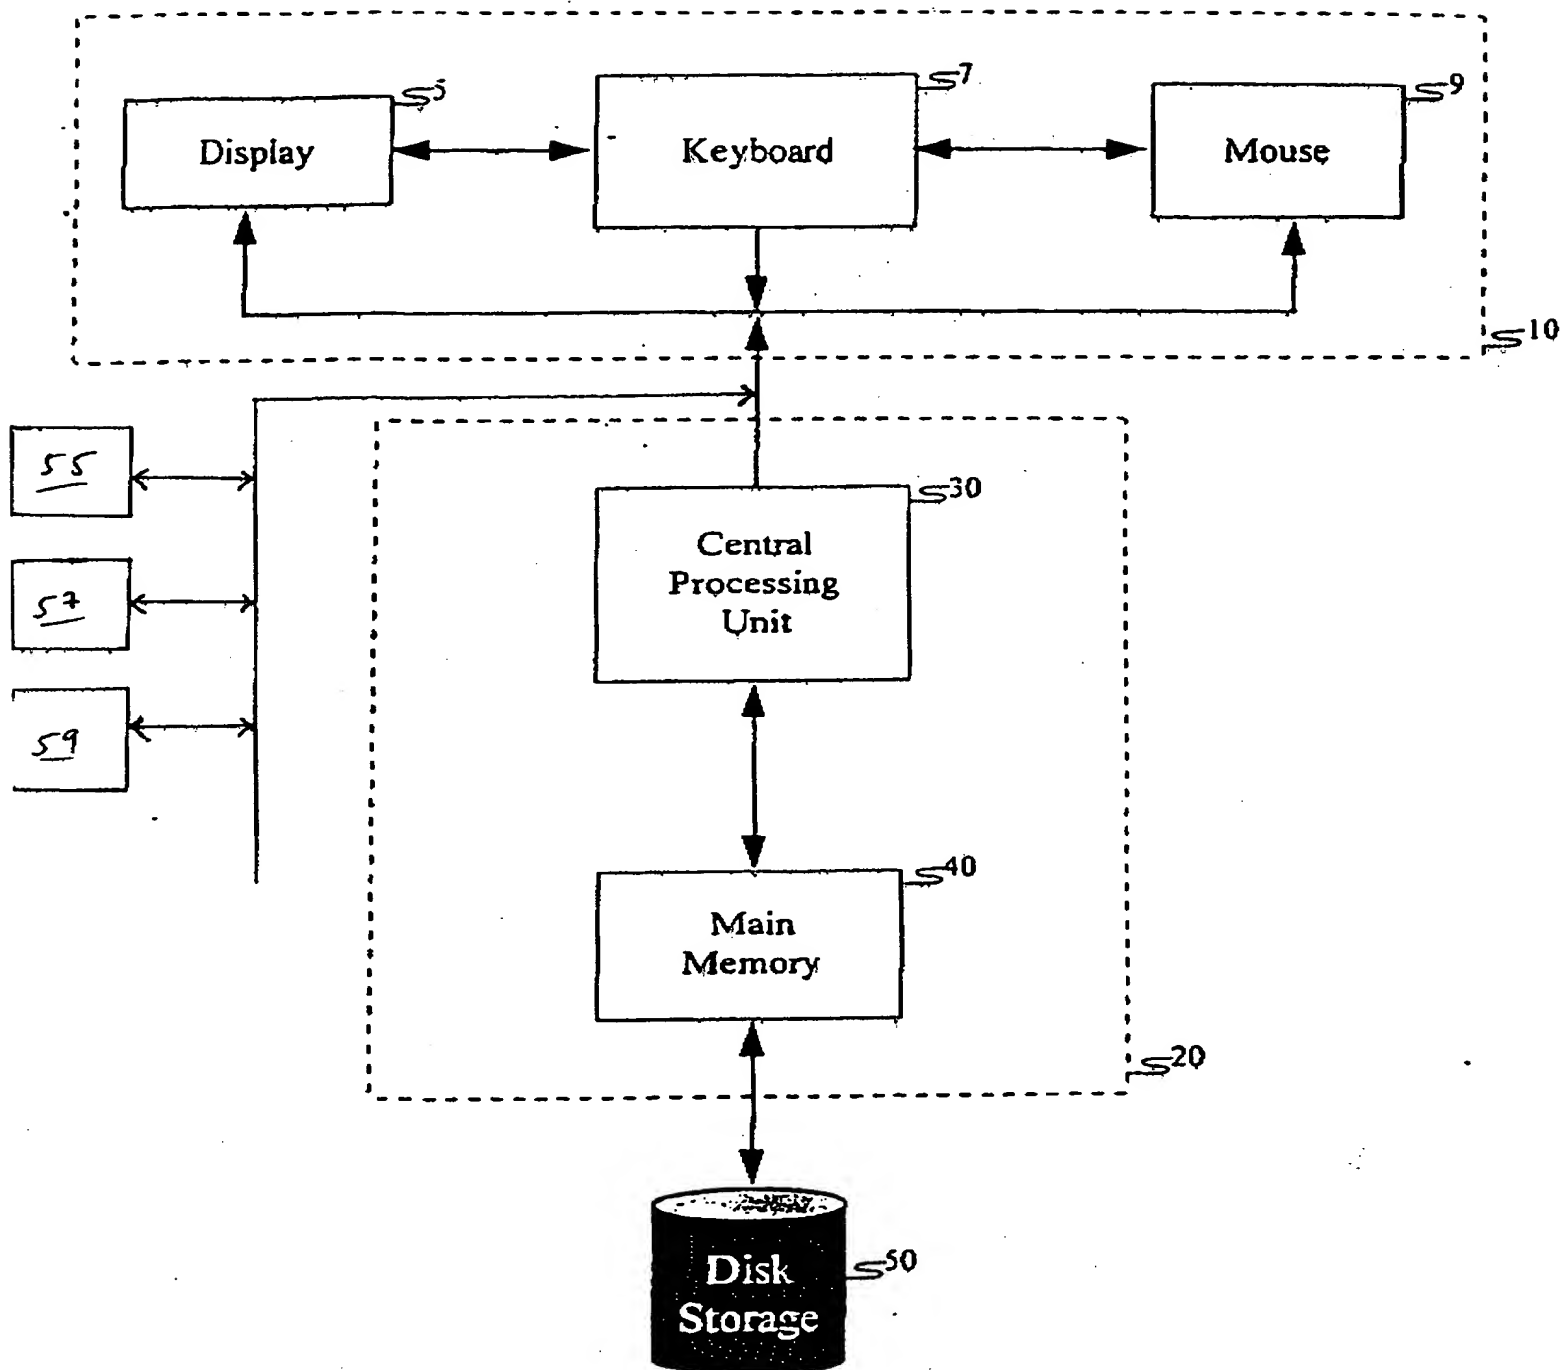 5
7
9
Display
Keyboard
Mouse
10
55
30
Central
Processing
Unit
57
59
40
Main
Memory
20
50
Disk
Storage